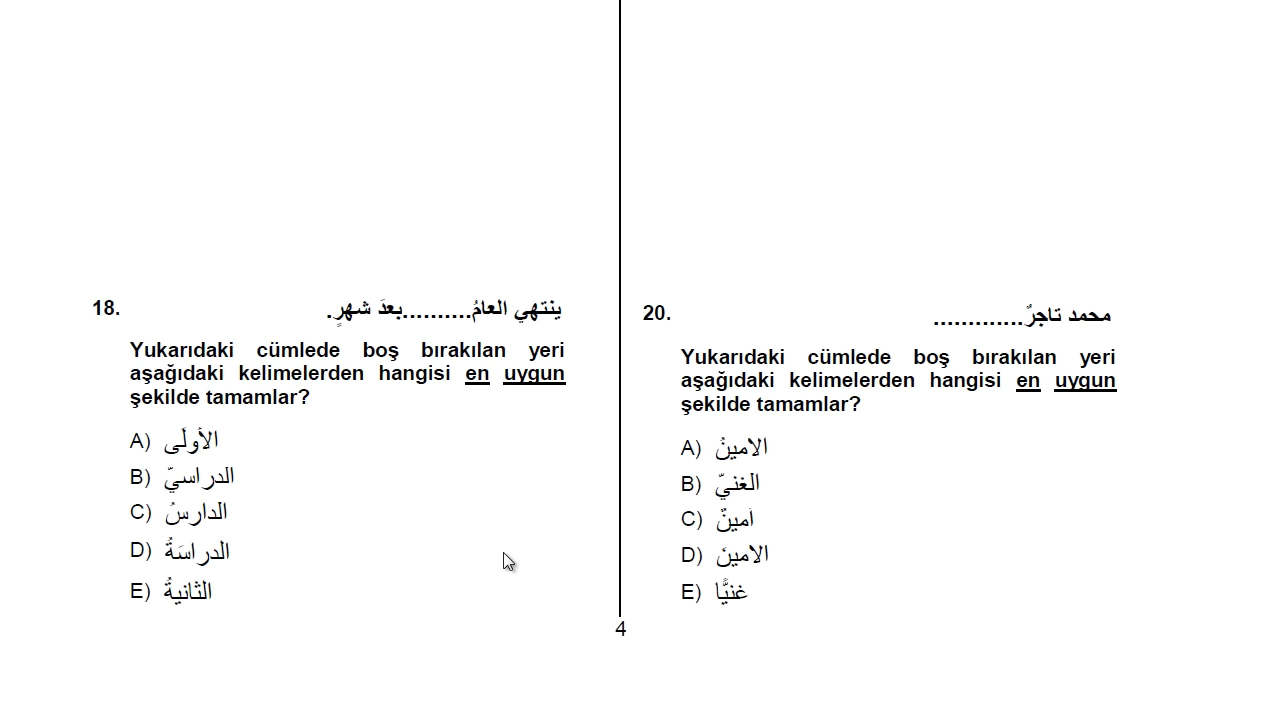 18. ينتهي العامُ..........بعدَ شهرٍ.
Yukarıdaki cümlede boş bırakılan yeri
aşağıdaki kelimelerden hangisi en uygun
şekilde tamamlar?
A) الأولَى
B) الدراسيّ
C) الدارسُ
D) الدراسَةُ
E) الثانيةُ
20. محمد تاجرٌ.............
Yukarıdaki cümlede boş bırakılan yeri
aşağıdaki kelimelerden hangisi en uygun
şekilde tamamlar?
A) الامينُ
B) الغنيّ
C) اَمينٌ
D) الامينَ
E) غنيًّا
4